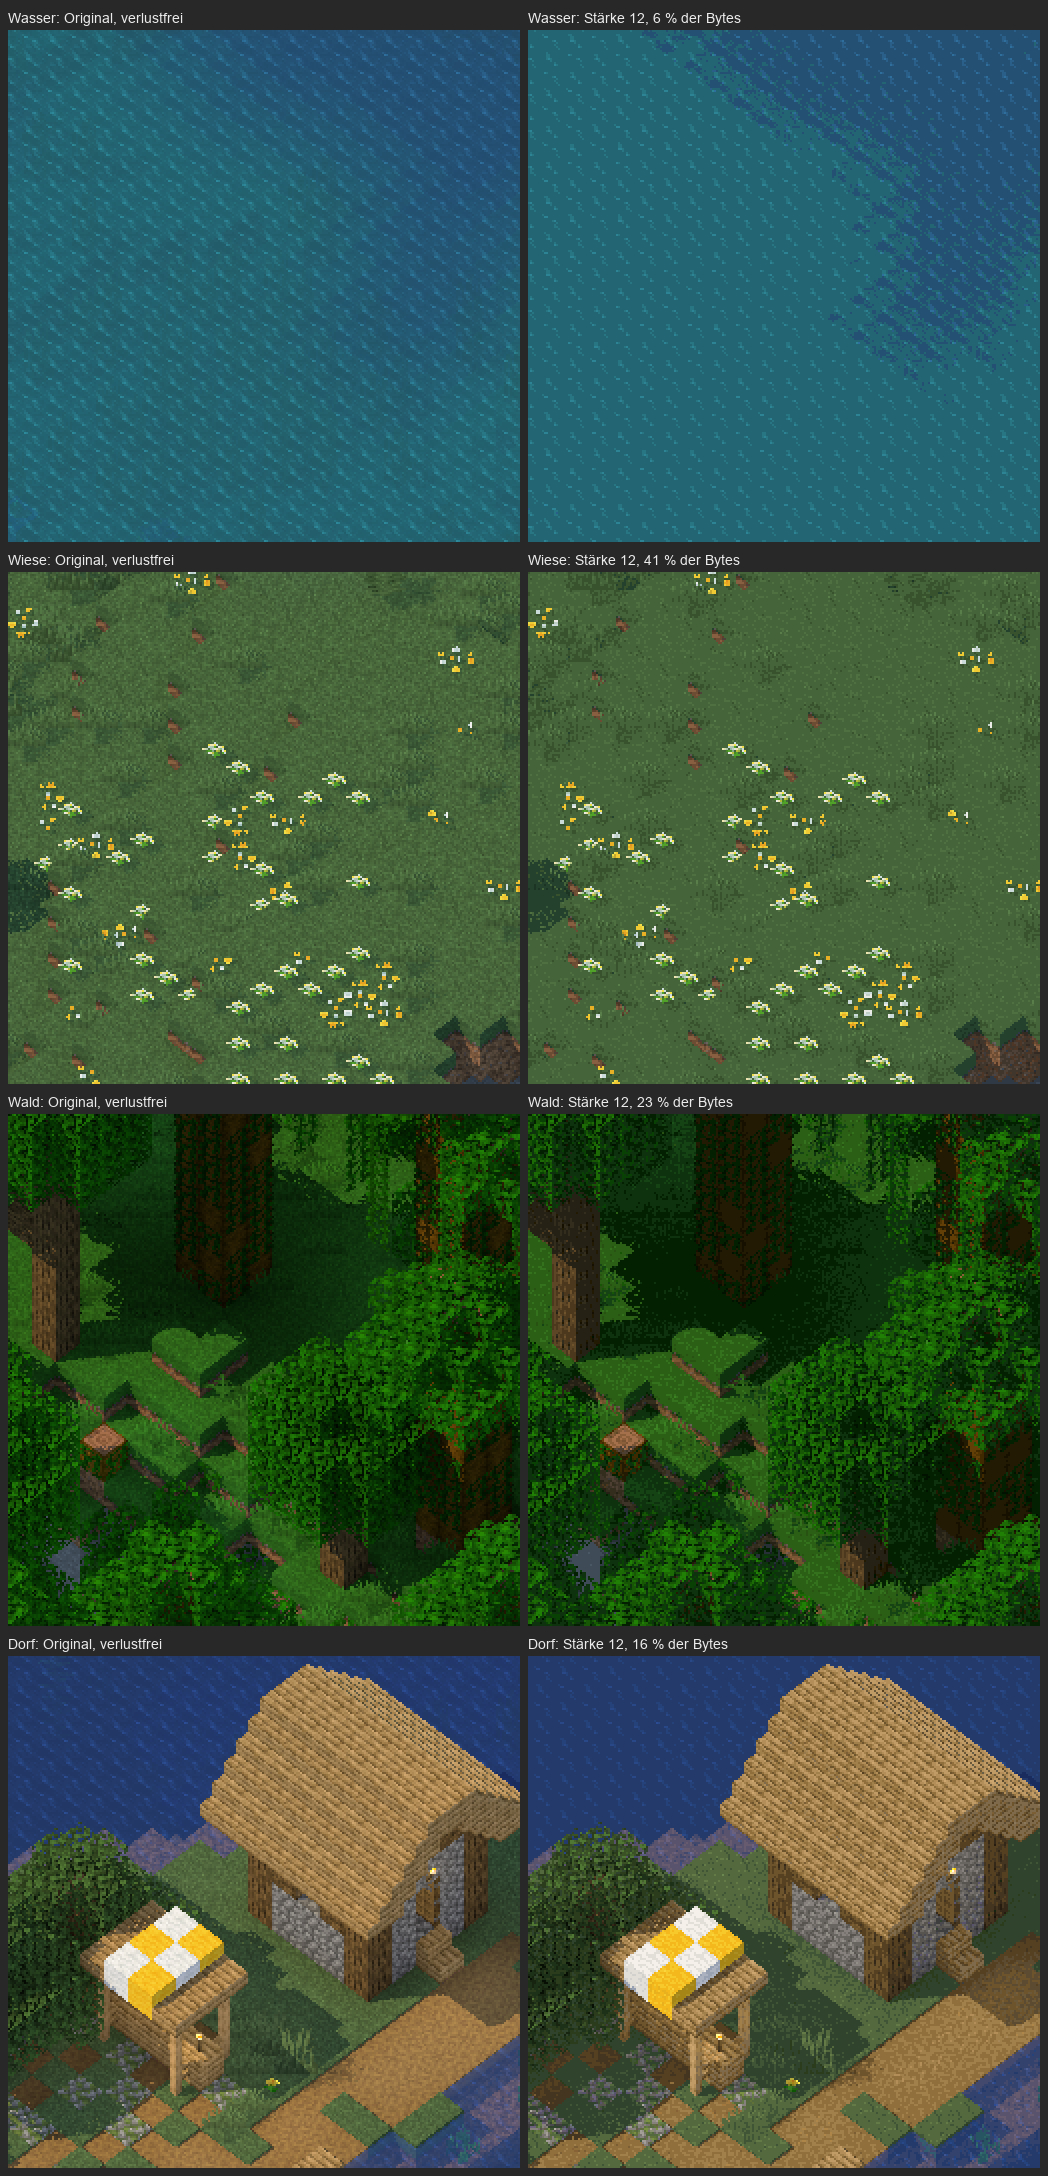 Wasser: Original, verlustfrei
Wasser: Stärke 12, 6 % der Bytes
Wiese: Original, verlustfrei
Wiese: Stärke 12, 41 % der Bytes
Wald: Original, verlustfrei
Wald: Stärke 12, 23 % der Bytes
Dorf: Original, verlustfrei
Dorf: Stärke 12, 16 % der Bytes